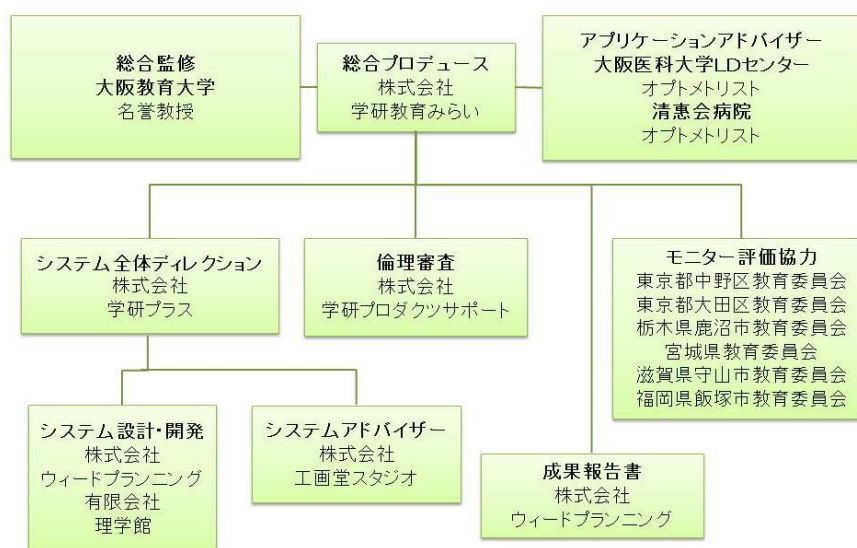 総合監修
大阪教育大学
名誉教授
総合プロデュース
株式会社
学研教育みらい
アプリケーションアドバイザー
大阪医科大学LDセンター
オプトメトリスト
清恵会病院
オプトメトリスト
システム全体ディレクション
株式会社
学研プラス
倫理審査
株式会社
学研プロダクツサポート
モニター評価協力
東京都中野区教育委員会
東京都大田区教育委員会
栃木県鹿沼市教育委員会
宮城県教育委員会
滋賀県守山市教育委員会
福岡県飯塚市教育委員会
システム設計・開発
株式会社
ウィードプランニング
有限会社
理学館
システムアドバイザー
株式会社
工画堂スタジオ
成果報告書
株式会社
ウィードプランニング